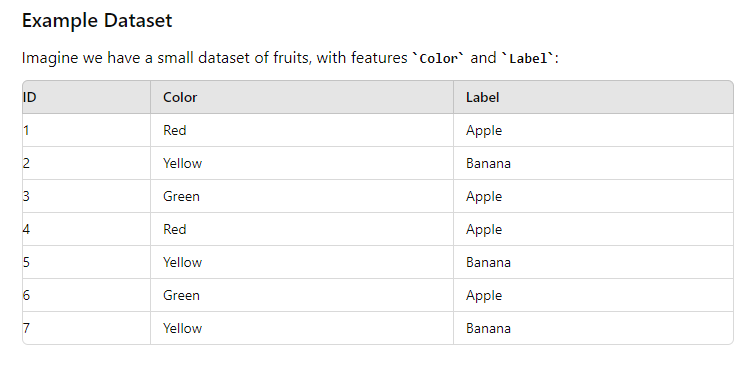 Example Dataset
Imagine we have a small dataset of fruits, with features `Color` and `Label`:
ID Color Label
1 Red Apple
2 Yellow Banana
3 Green Apple
4 Red Apple
5 Yellow Banana
6 Green Apple
7 Yellow Banana